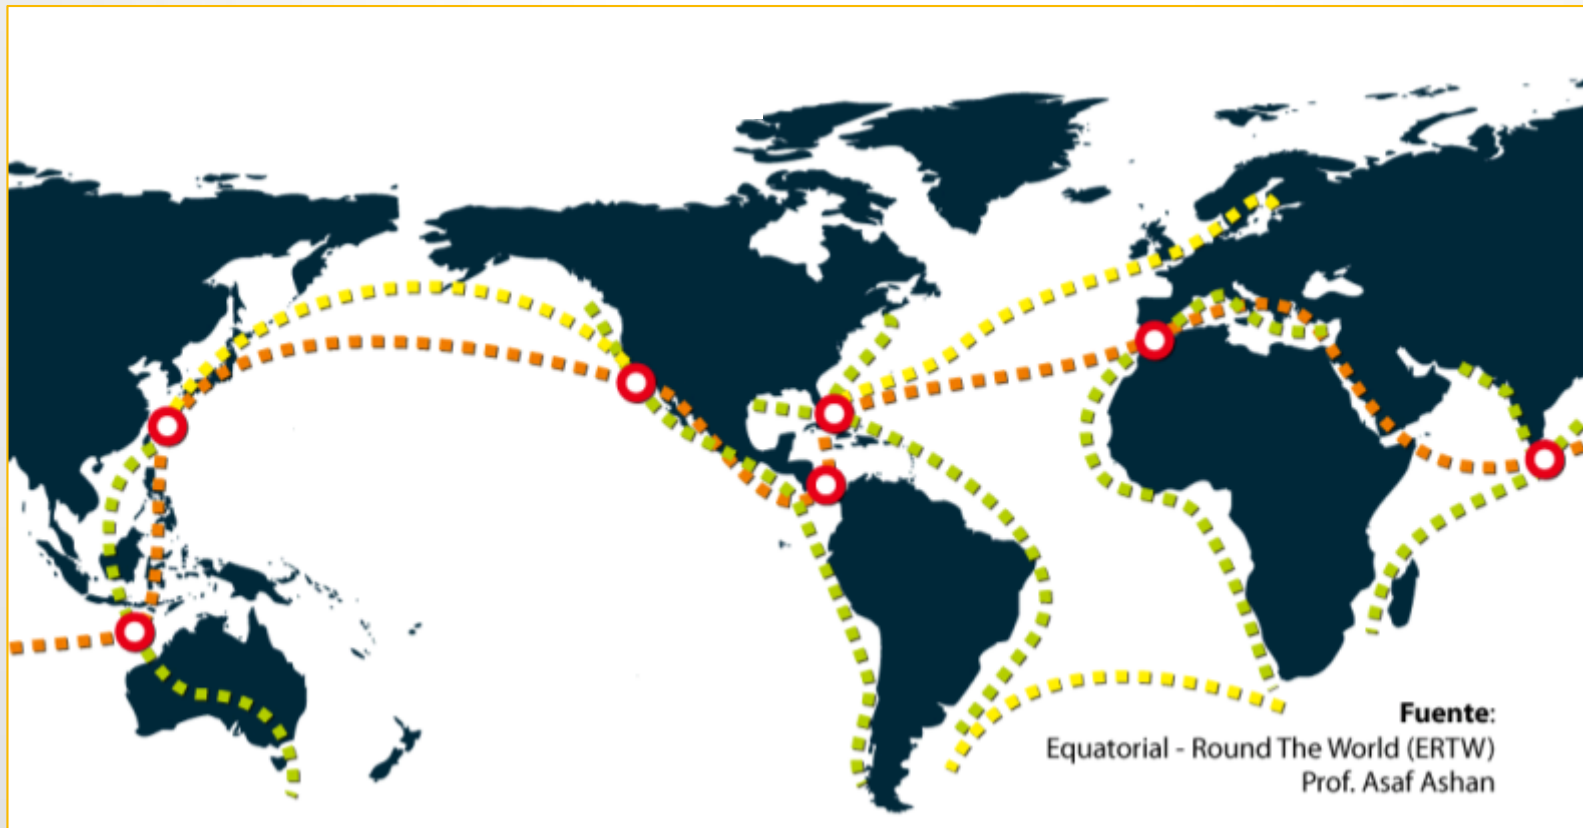 Fuente:
Equatorial - Round The World (ERTW)
Prof. Asaf Ashan